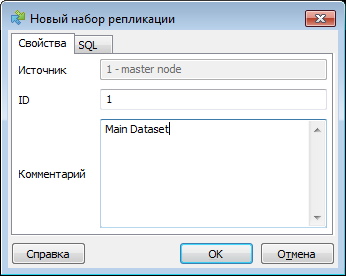 Новый набор репликации
Свойства SQL
Источник 1 - master node
ID 1
Main Dataset
Комментарий
Справка OK Отмена